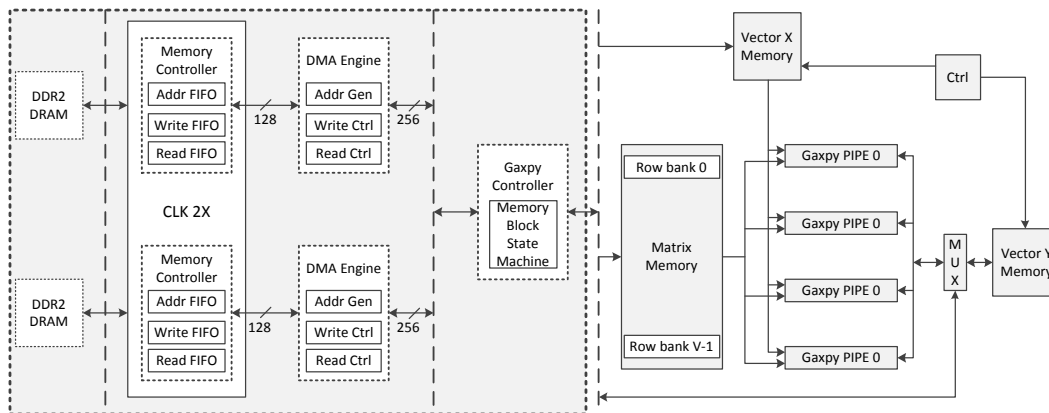 DDR2
DRAM
Memory
Controller
Addr FIFO
Write FIFO
Read FIFO
128
DMA Engine
Addr Gen
Write Ctrl
Read Ctrl
256
CLK 2X
DDR2
DRAM
Memory
Controller
Addr FIFO
Write FIFO
Read FIFO
128
DMA Engine
Addr Gen
Write Ctrl
Read Ctrl
256
Gaxpy
Controller
Memory
Block
State
Machine
Vector X
Memory
Ctrl
Row bank 0
Matrix
Memory
Row bank V-1
Gaxpy PIPE 0
Gaxpy PIPE 0
Gaxpy PIPE 0
Gaxpy PIPE 0
M
U
X
Vector Y
Memory